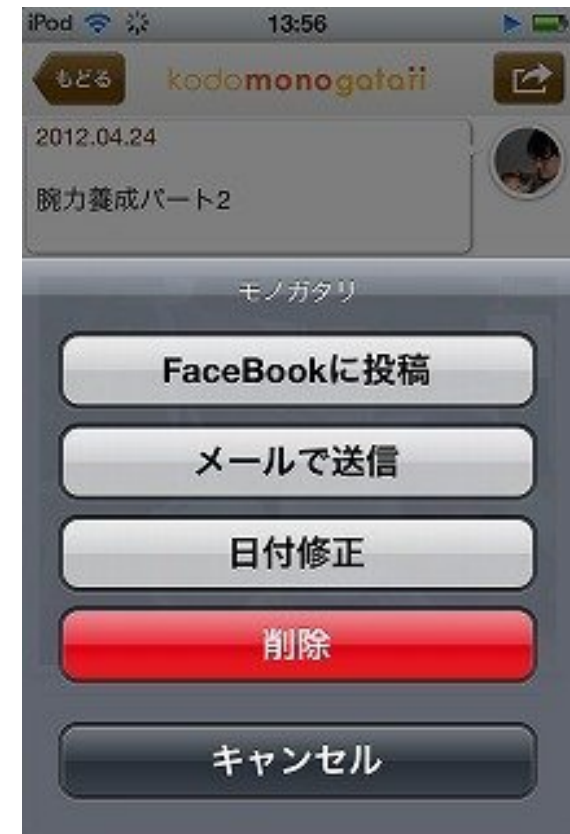 iPod 13:56
もどる kodomonogatari
2012.04.24
腕力養成パート2
モノガタリ
FaceBookに投稿
メールで送信
日付修正
削除
キャンセル